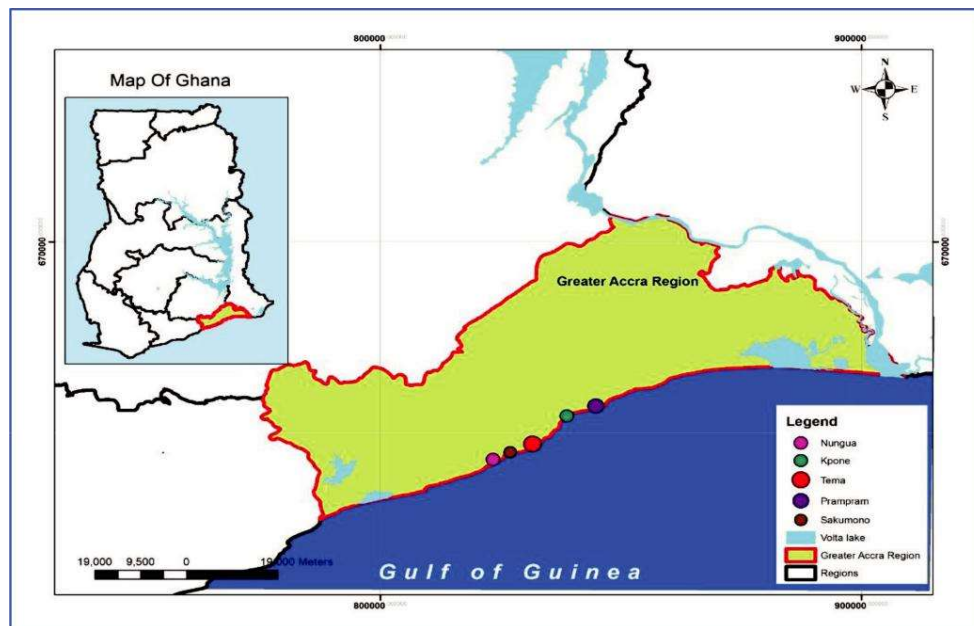 800000
900000
Map Of Ghana
N
W
E
S
670000
670000
Greater Accra Region
Legend
Nungua
Kpone
Tema
Prampram
Sakumono
Volta lake
Greater Accra Region
Regions
19,000 9,500 0 19,000 Meters
Gulf of Guinea
800000
900000